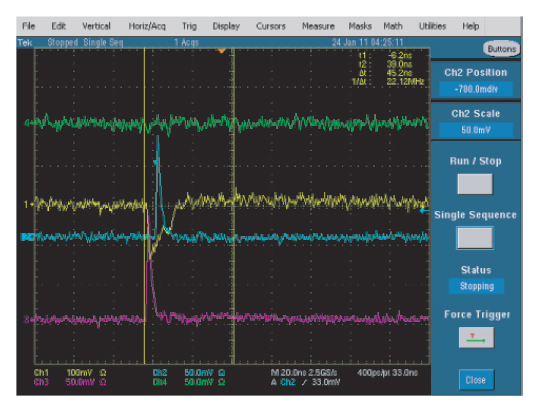 File Edit Vertical Horiz/Acq Trig Display Cursors Measure Masks Math Utilities Help
Tek Stopped Single Seq 1 Acqs 24 Jan 11 04:25:11
Buttons
t1 : -6.2ns
t2 : 39.0ns
Δt : 45.2ns
1/Δt : 22.12MHz
Ch2 Position
-700.0mdiv
Ch2 Scale
50.0mV
Run / Stop
Single Sequence
Status
Stopping
Force Trigger
Close
Ch1 100mV Ω Ch2 50.0mV Ω M 20.0ns 2.5GS/s 400ps/pt 33.0ns
Ch3 50.0mV Ω Ch4 50.0mV Ω A Ch2 / 33.0mV